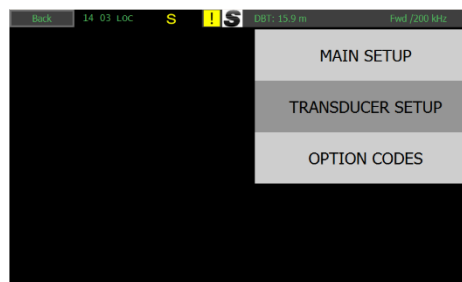 Back 14 03 LOC S ! S DBT: 15.9 m Fwd /200 kHz
MAIN SETUP
TRANSDUCER SETUP
OPTION CODES